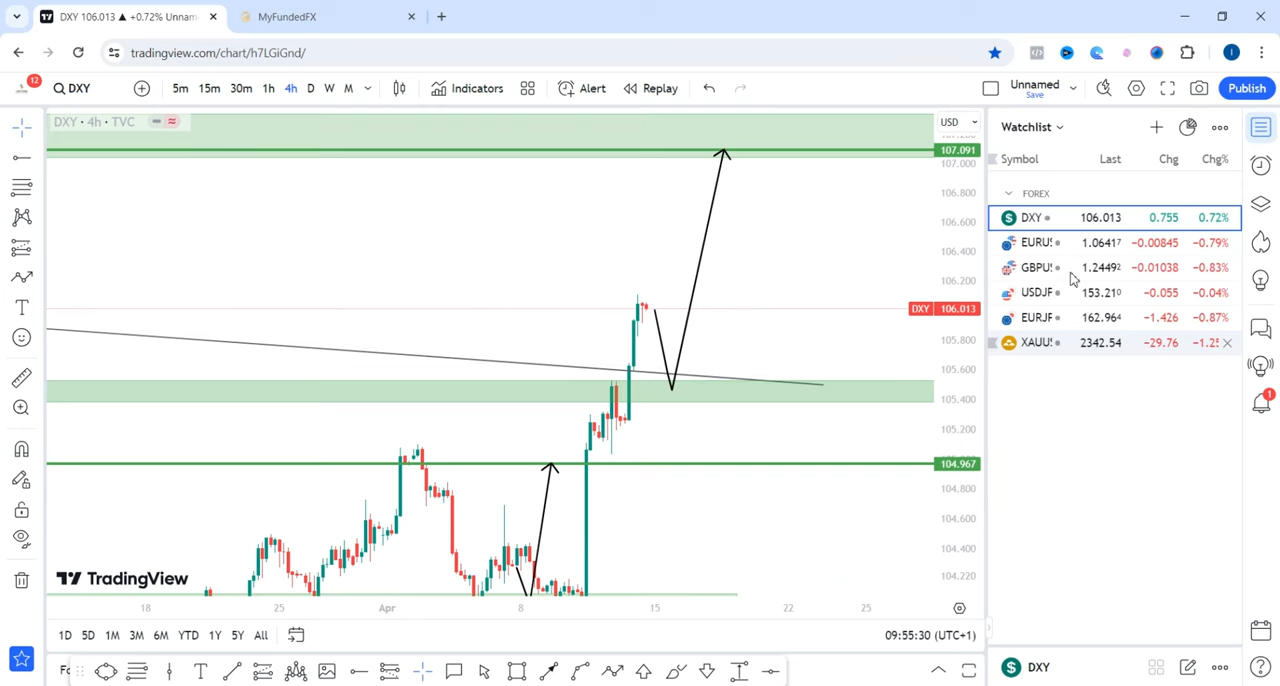 DXY 106.013 ▲ +0.72% Unnam
MyFundedFX
tradingview.com/chart/h7LGiGnd/
12
DXY
5m 15m 30m 1h 4h D W M
Indicators
Alert
Replay
Unnamed
Save
Publish
DXY · 4h · TVC
USD
107.091
107.000
106.800
106.600
106.400
106.200
DXY 106.013
105.800
105.600
105.400
105.200
104.967
104.800
104.600
104.400
104.220
TradingView
18 25 Apr 8 15 22 25
1D 5D 1M 3M 6M YTD 1Y 5Y All
09:55:30 (UTC+1)
Watchlist
Symbol Last Chg Chg%
FOREX
DXY 106.013 0.755 0.72%
EURU 1.06417 −0.00845 −0.79%
GBPU 1.24492 −0.01038 −0.83%
USDJF 153.210 −0.055 −0.04%
EURJF 162.964 −1.426 −0.87%
XAUU 2342.54 −29.76 −1.2
1
DXY